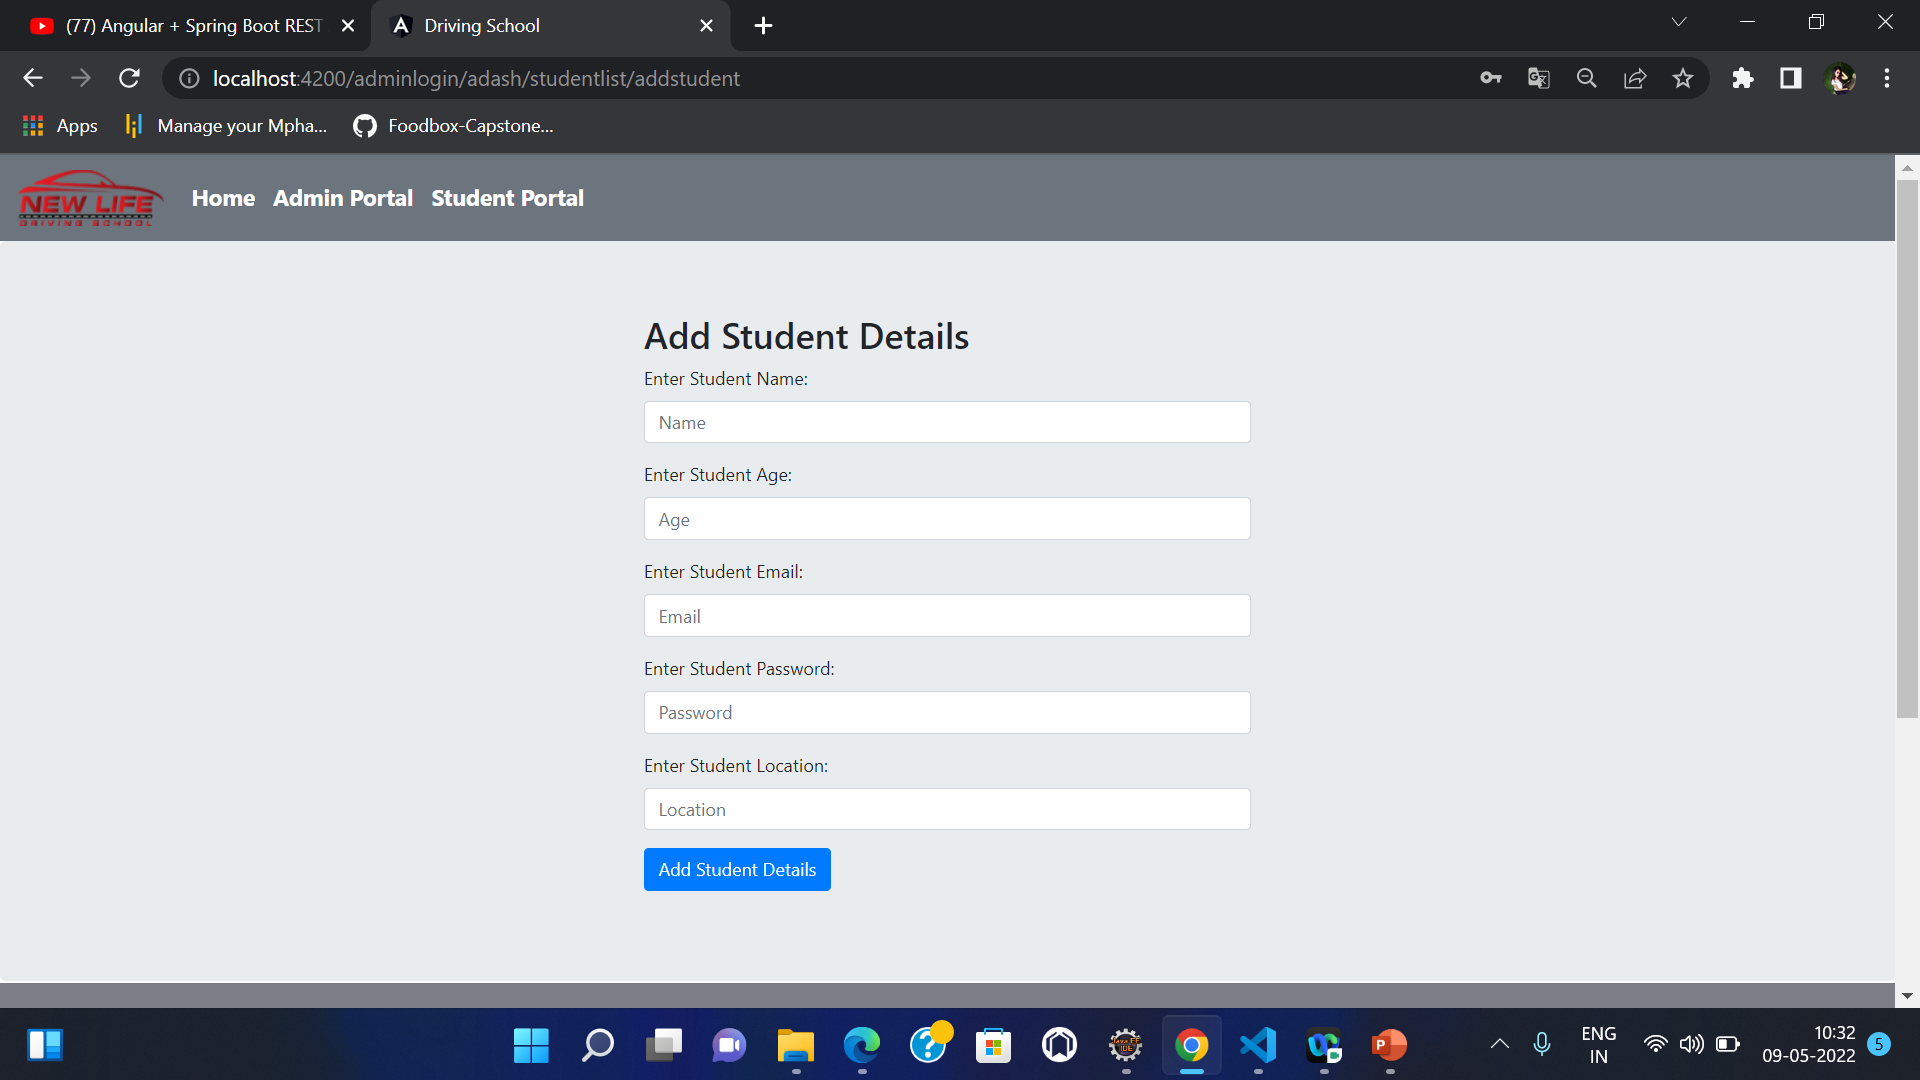 (77) Angular + Spring Boot REST
Driving School
localhost:4200/adminlogin/adash/studentlist/addstudent
Apps
Manage your Mpha...
Foodbox-Capstone...
NEW LIFE
DRIVING SCHOOL
Home
Admin Portal
Student Portal
Add Student Details
Enter Student Name:
Name
Enter Student Age:
Age
Enter Student Email:
Email
Enter Student Password:
Password
Enter Student Location:
Location
Add Student Details
ENG
IN
10:32
09-05-2022
5